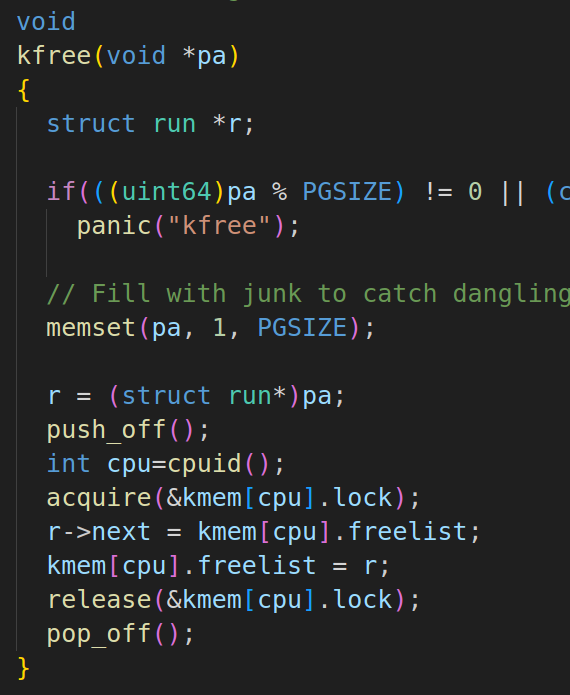 void
kfree(void *pa)
{
  struct run *r;

  if(((uint64)pa % PGSIZE) != 0 || (c
    panic("kfree");

  // Fill with junk to catch dangling
  memset(pa, 1, PGSIZE);

  r = (struct run*)pa;
  push_off();
  int cpu=cpuid();
  acquire(&kmem[cpu].lock);
  r->next = kmem[cpu].freelist;
  kmem[cpu].freelist = r;
  release(&kmem[cpu].lock);
  pop_off();
}